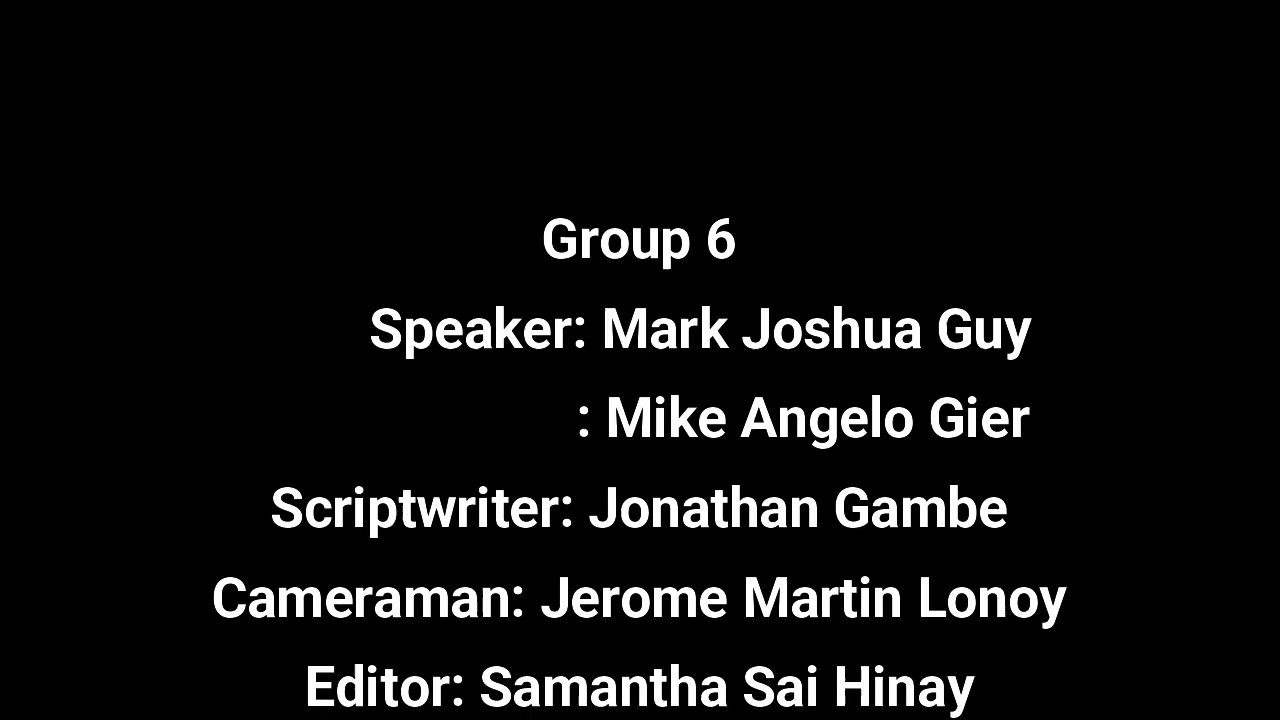 Group 6
Speaker: Mark Joshua Guy
: Mike Angelo Gier
Scriptwriter: Jonathan Gambe
Cameraman: Jerome Martin Lonoy
Editor: Samantha Sai Hinay